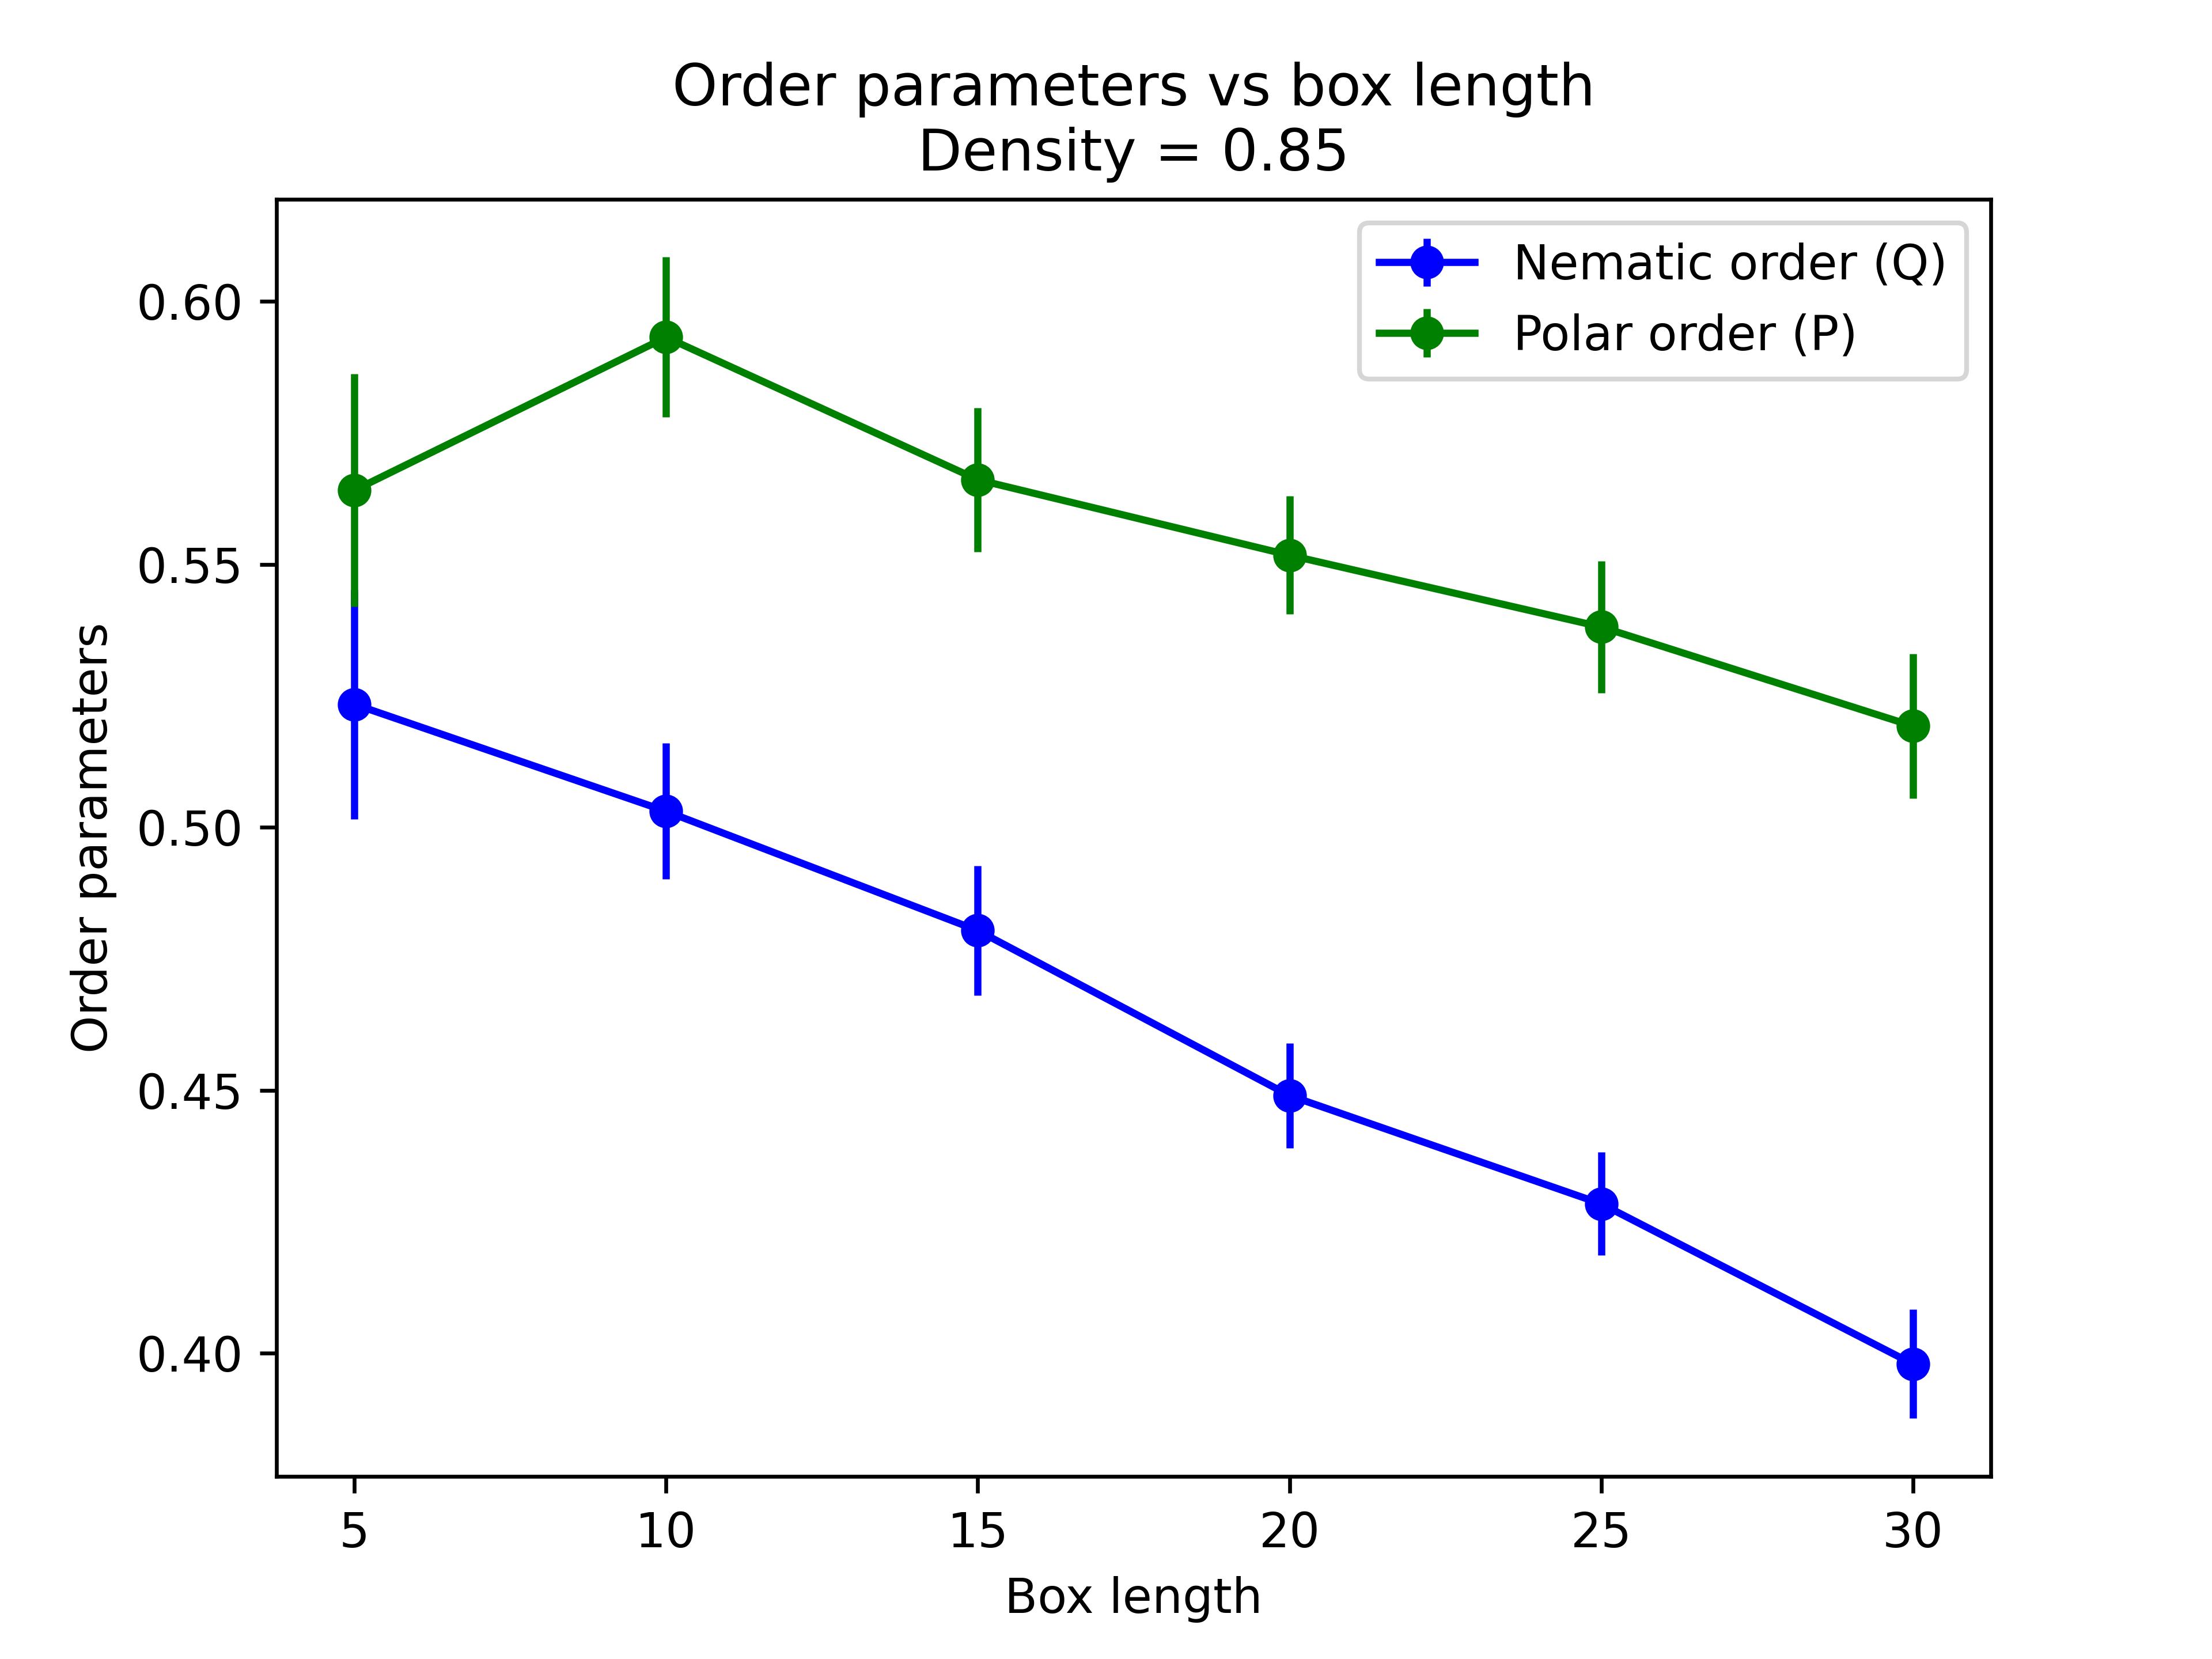 Order parameters vs box length
Density = 0.85
Nematic order (Q)
Polar order (P)
0.60
0.55
0.50
0.45
0.40
Order parameters
5 10 15 20 25 30
Box length